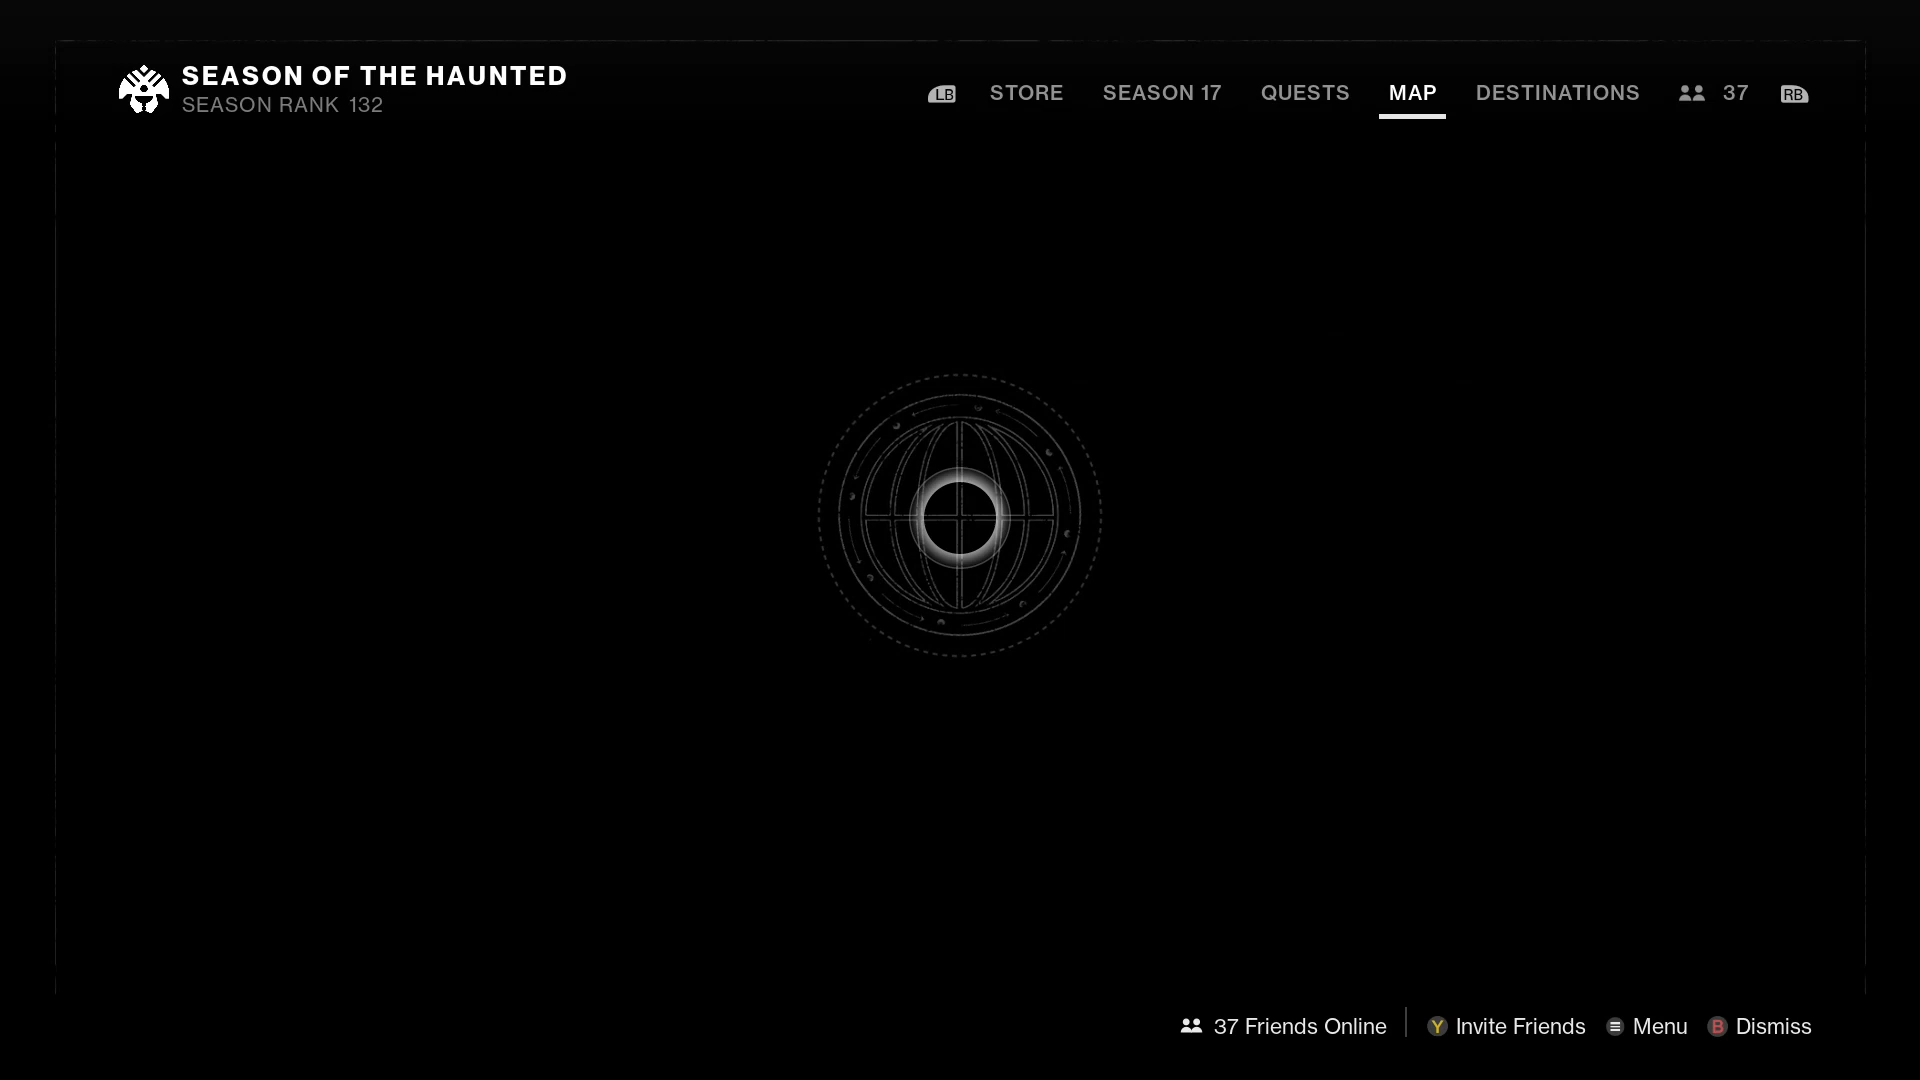 SEASON OF THE HAUNTED
SEASON RANK 132
LB STORE SEASON 17 QUESTS MAP DESTINATIONS 37 RB
37 Friends Online Y Invite Friends Menu B Dismiss